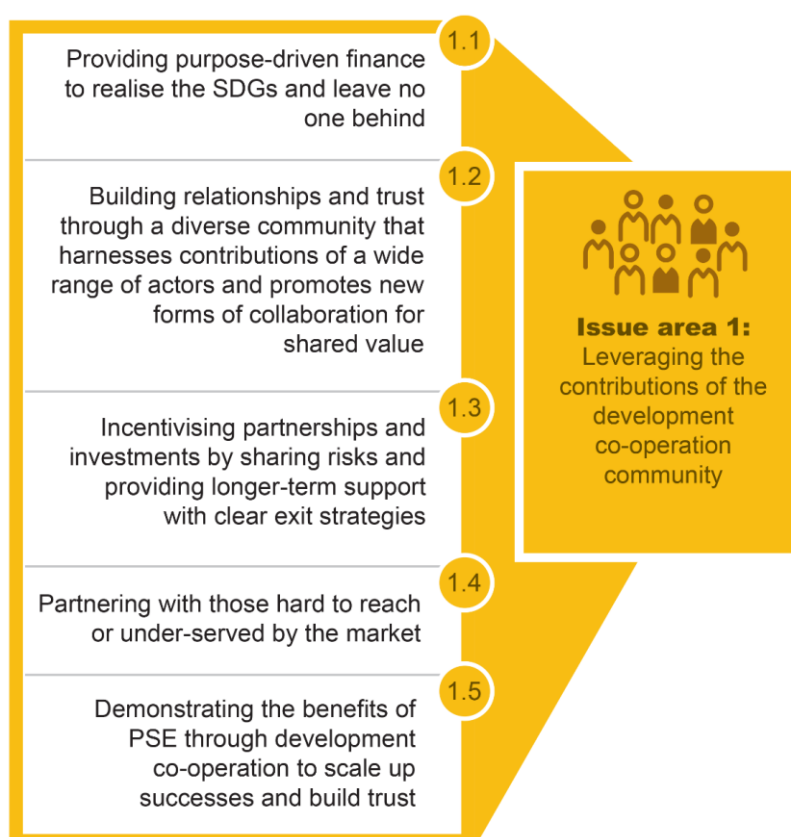 1.1
Providing purpose-driven finance
to realise the SDGs and leave no
one behind
1.2
Building relationships and trust
through a diverse community that
harnesses contributions of a wide
range of actors and promotes new
forms of collaboration for
shared value
1.3
Incentivising partnerships and
investments by sharing risks and
providing longer-term support
with clear exit strategies
1.4
Partnering with those hard to reach
or under-served by the market
1.5
Demonstrating the benefits of
PSE through development
co-operation to scale up
successes and build trust
Issue area 1:
Leveraging the
contributions of the
development
co-operation
community